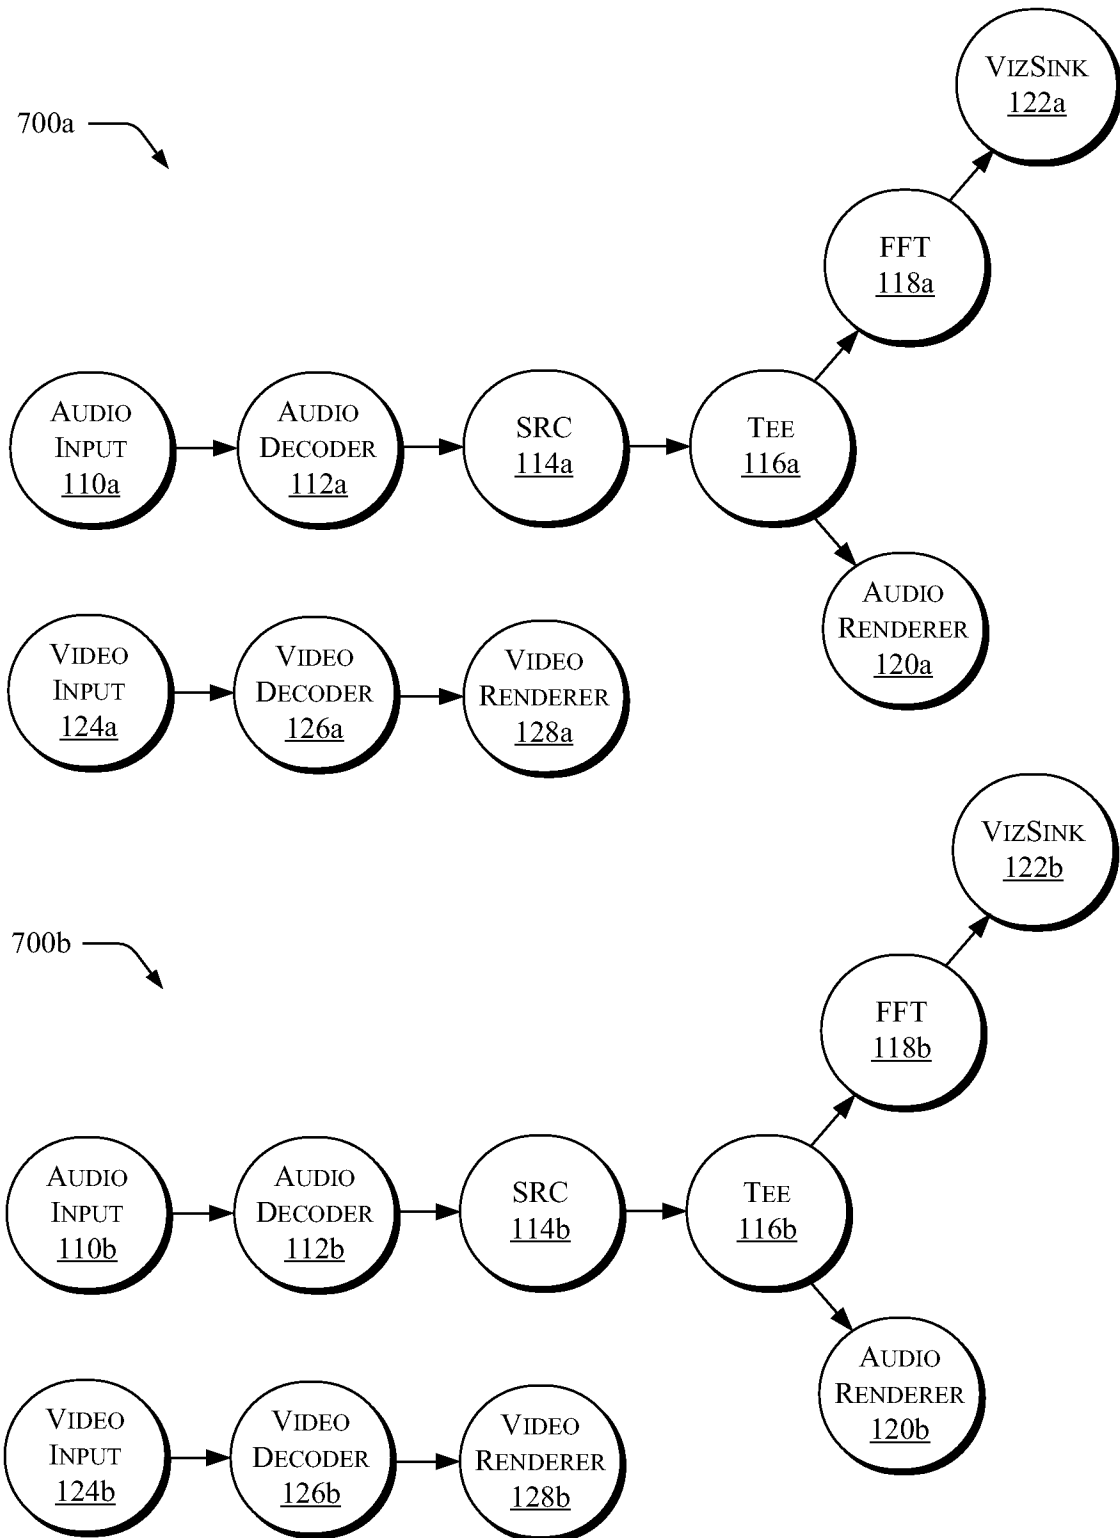 VIZSINK
122a
700a
FFT
118a
AUDIO
INPUT
110a
AUDIO
DECODER
112a
SRC
114a
TEE
116a
AUDIO
RENDERER
120a
VIDEO
INPUT
124a
VIDEO
DECODER
126a
VIDEO
RENDERER
128a
VIZSINK
122b
700b
FFT
118b
AUDIO
INPUT
110b
AUDIO
DECODER
112b
SRC
114b
TEE
116b
AUDIO
RENDERER
120b
VIDEO
INPUT
124b
VIDEO
DECODER
126b
VIDEO
RENDERER
128b